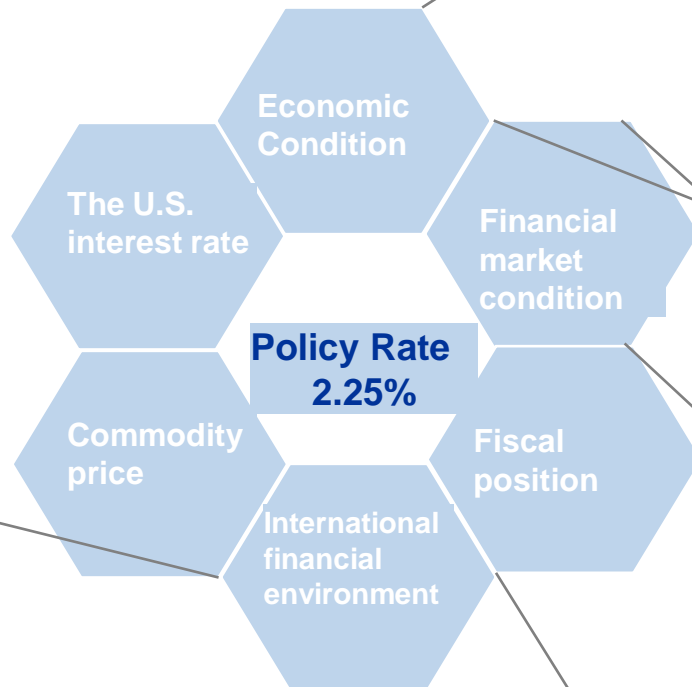 Economic
Condition
The U.S.
interest rate
Financial
market
condition
Policy Rate
2.25%
Commodity
price
Fiscal
position
International
financial
environment